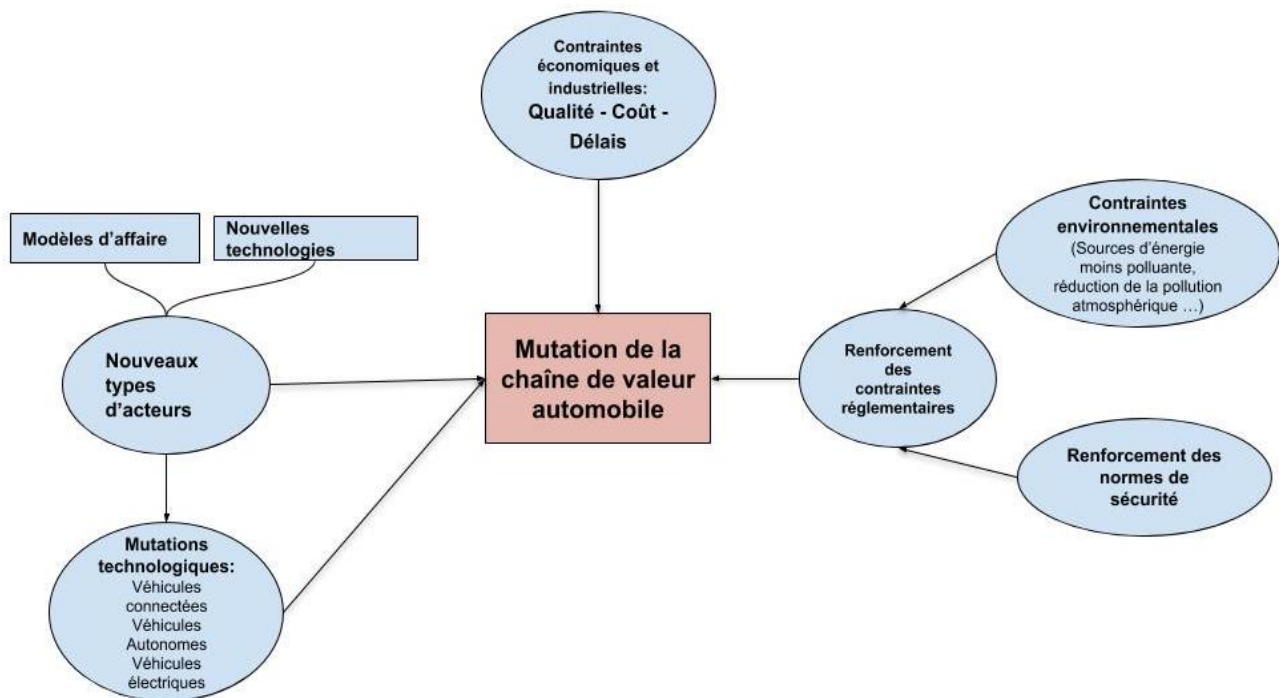 Contraintes
économiques et
industrielles:
Qualité - Coût -
Délais
Modèles d'affaire
Nouvelles
technologies
Nouveaux
types
d'acteurs
Mutations
technologiques:
Véhicules
connectées
Véhicules
Autonomes
Véhicules
électriques
Mutation de la
chaîne de valeur
automobile
Renforcement
des
contraintes
réglementaires
Contraintes
environnementales
(Sources d'énergie
moins polluante,
réduction de la pollution
atmosphérique …)
Renforcement des
normes de
sécurité